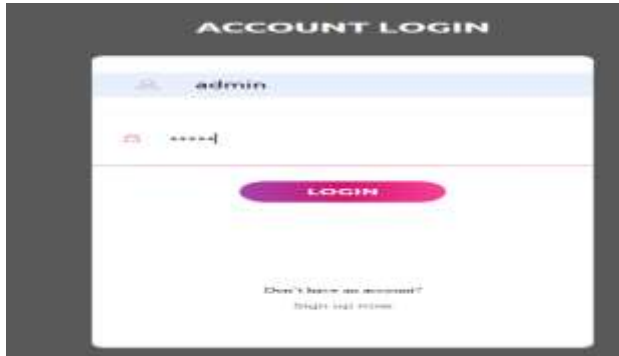 ACCOUNT LOGIN
admin
•••••
LOGIN
Don't have an account?
Sign up now